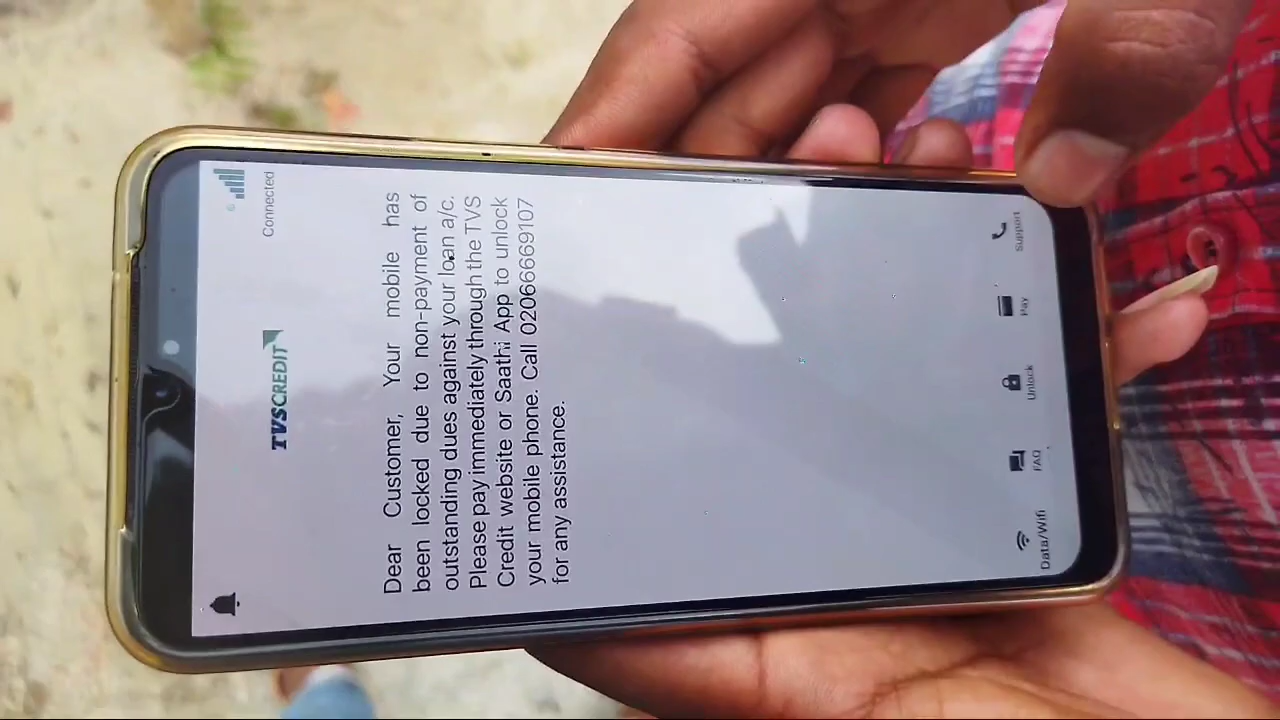 Connected
TVS CREDIT
Dear Customer, Your mobile has
been locked due to non-payment of
outstanding dues against your loan a/c.
Please pay immediately through the TVS
Credit website or Saathi App to unlock
your mobile phone. Call 02066669107
for any assistance.
Data/Wifi FAQ Unlock Pay Support